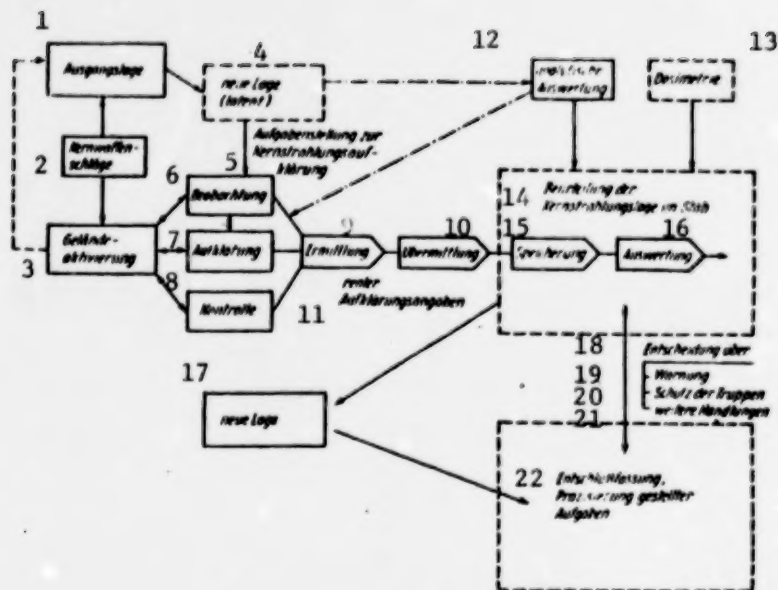 1
Ausgangslage
4
neue Lage
(latent)
12
analytische
Auswertung
13
Dosimetrie
2
Kernwaffen-
schläge
5
Aufgabenstellung zur
Kernstrahlungsauf-
klärung
6
Beobachtung
3
Gelände-
aktivierung
7
Aufklärung
8
Kontrolle
9
Ermittlung
10
Übermittlung
11
realer
Aufklärungsangaben
14
Beurteilung der
Kernstrahlungslage im Stab
15
Speicherung
16
Auswertung
17
neue Lage
18
Entscheidung über
19
Warnung
20
Schutz der Truppen
21
weitere Handlungen
22
Entschlußfassung,
Präzisierung gestellter
Aufgaben